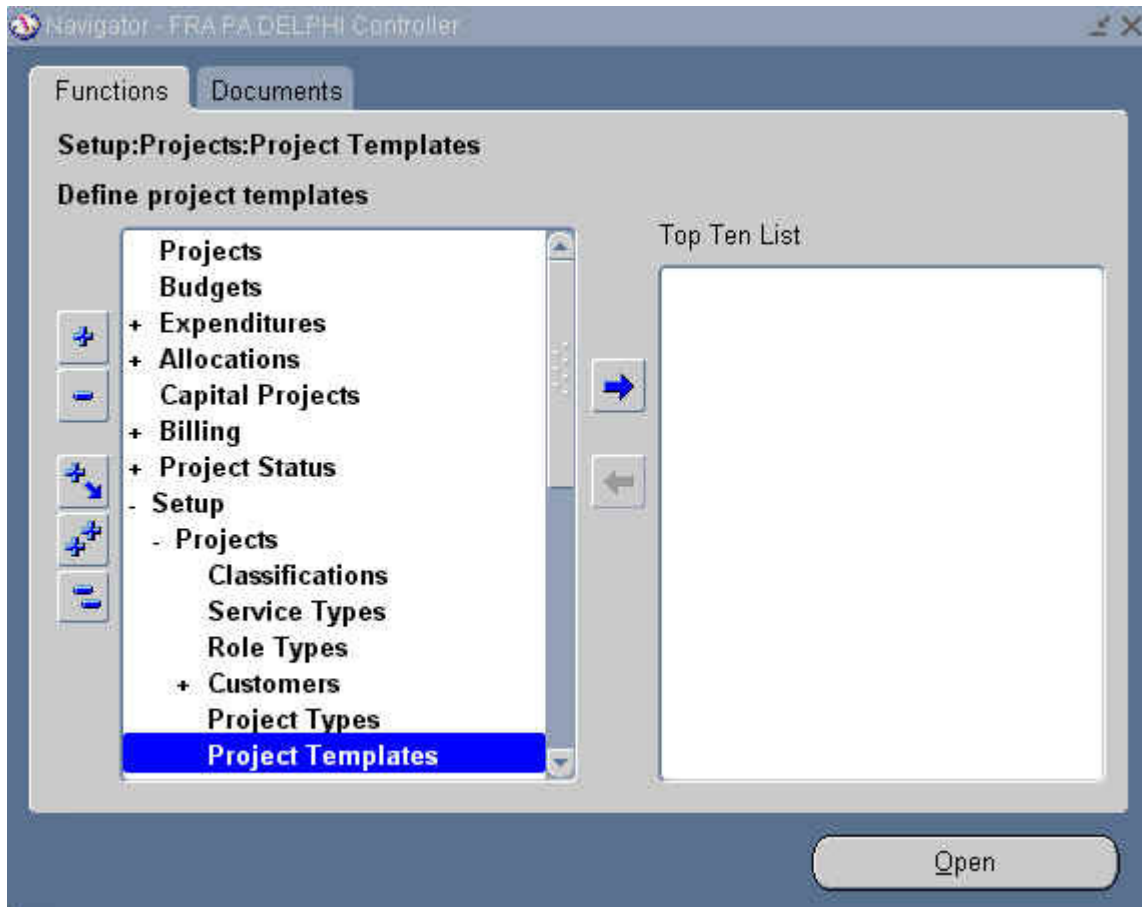 Navigator - FRA PA DELPHI Controller
Functions
Documents
Setup:Projects:Project Templates
Define project templates
Top Ten List
Projects
Budgets
+ Expenditures
+ Allocations
Capital Projects
+ Billing
+ Project Status
- Setup
- Projects
Classifications
Service Types
Role Types
+ Customers
Project Types
Project Templates
Open